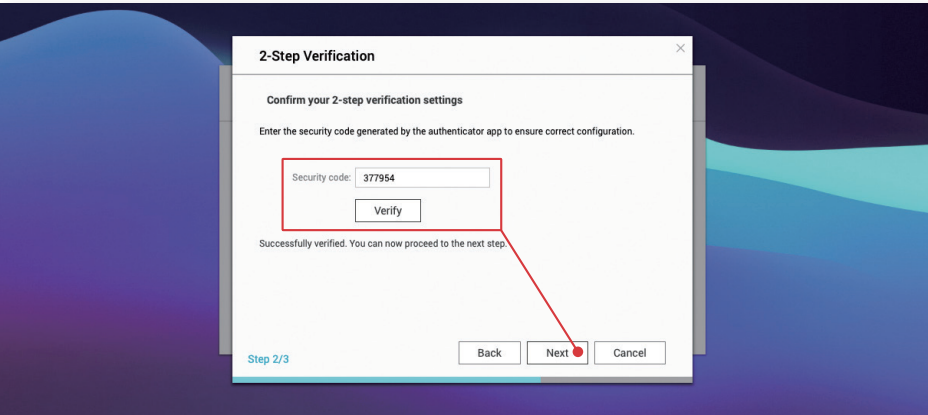 2-Step Verification
Confirm your 2-step verification settings
Enter the security code generated by the authenticator app to ensure correct configuration.
Security code: 377954
Verify
Successfully verified. You can now proceed to the next step.
Step 2/3
Back Next Cancel